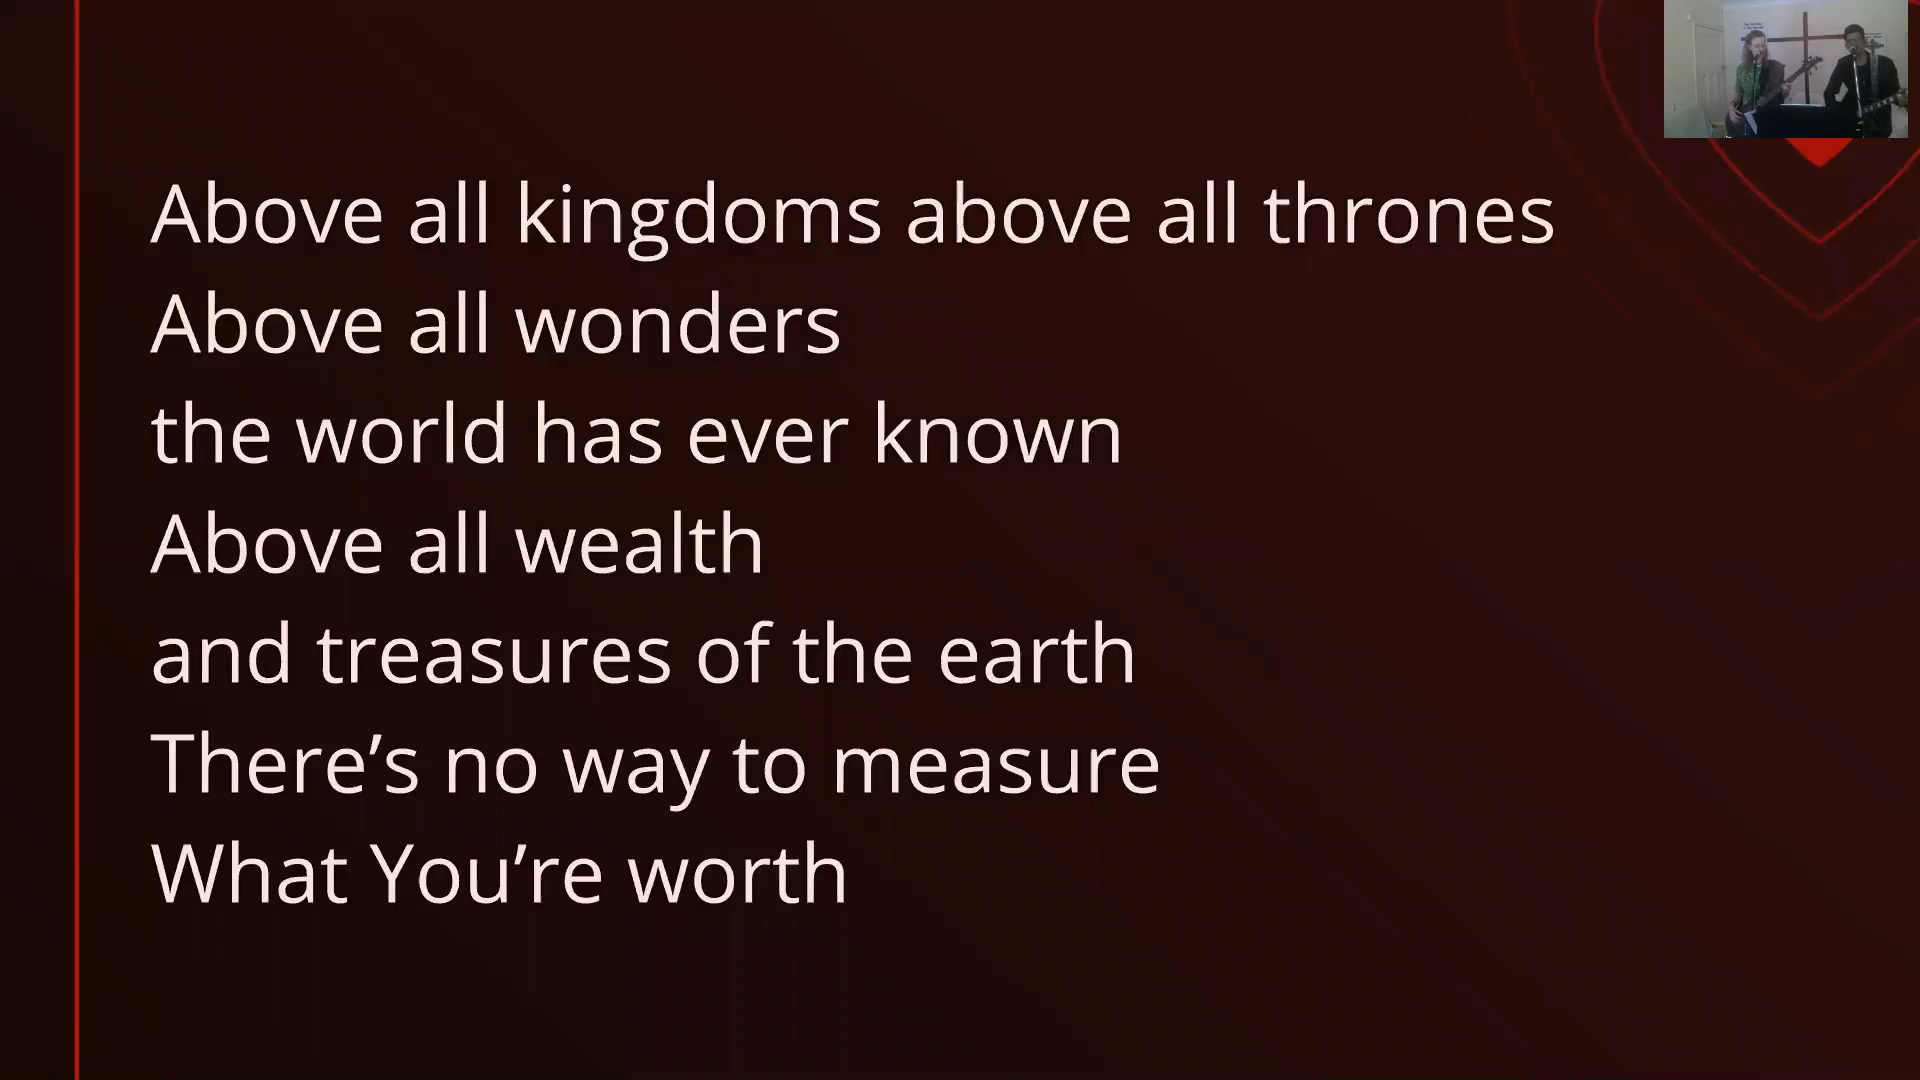 Above all kingdoms above all thrones
Above all wonders
the world has ever known
Above all wealth
and treasures of the earth
There’s no way to measure
What You’re worth